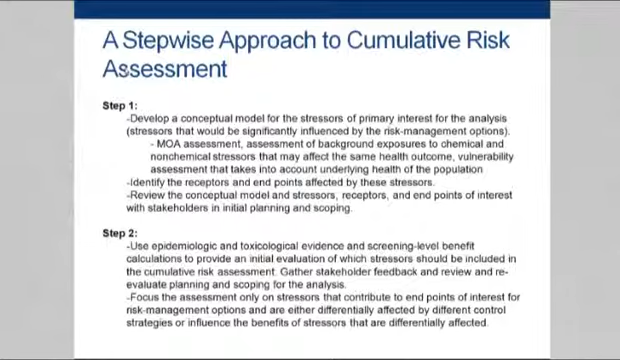 A Stepwise Approach to Cumulative Risk
Assessment
Step 1:
-Develop a conceptual model for the stressors of primary interest for the analysis
(stressors that would be significantly influenced by the risk-management options).
- MOA assessment, assessment of background exposures to chemical and
nonchemical stressors that may affect the same health outcome, vulnerability
assessment that takes into account underlying health of the population
-Identify the receptors and end points affected by these stressors.
-Review the conceptual model and stressors, receptors, and end points of interest
with stakeholders in initial planning and scoping.
Step 2:
-Use epidemiologic and toxicological evidence and screening-level benefit
calculations to provide an initial evaluation of which stressors should be included in
the cumulative risk assessment. Gather stakeholder feedback and review and re-
evaluate planning and scoping for the analysis.
-Focus the assessment only on stressors that contribute to end points of interest for
risk-management options and are either differentially affected by different control
strategies or influence the benefits of stressors that are differentially affected.